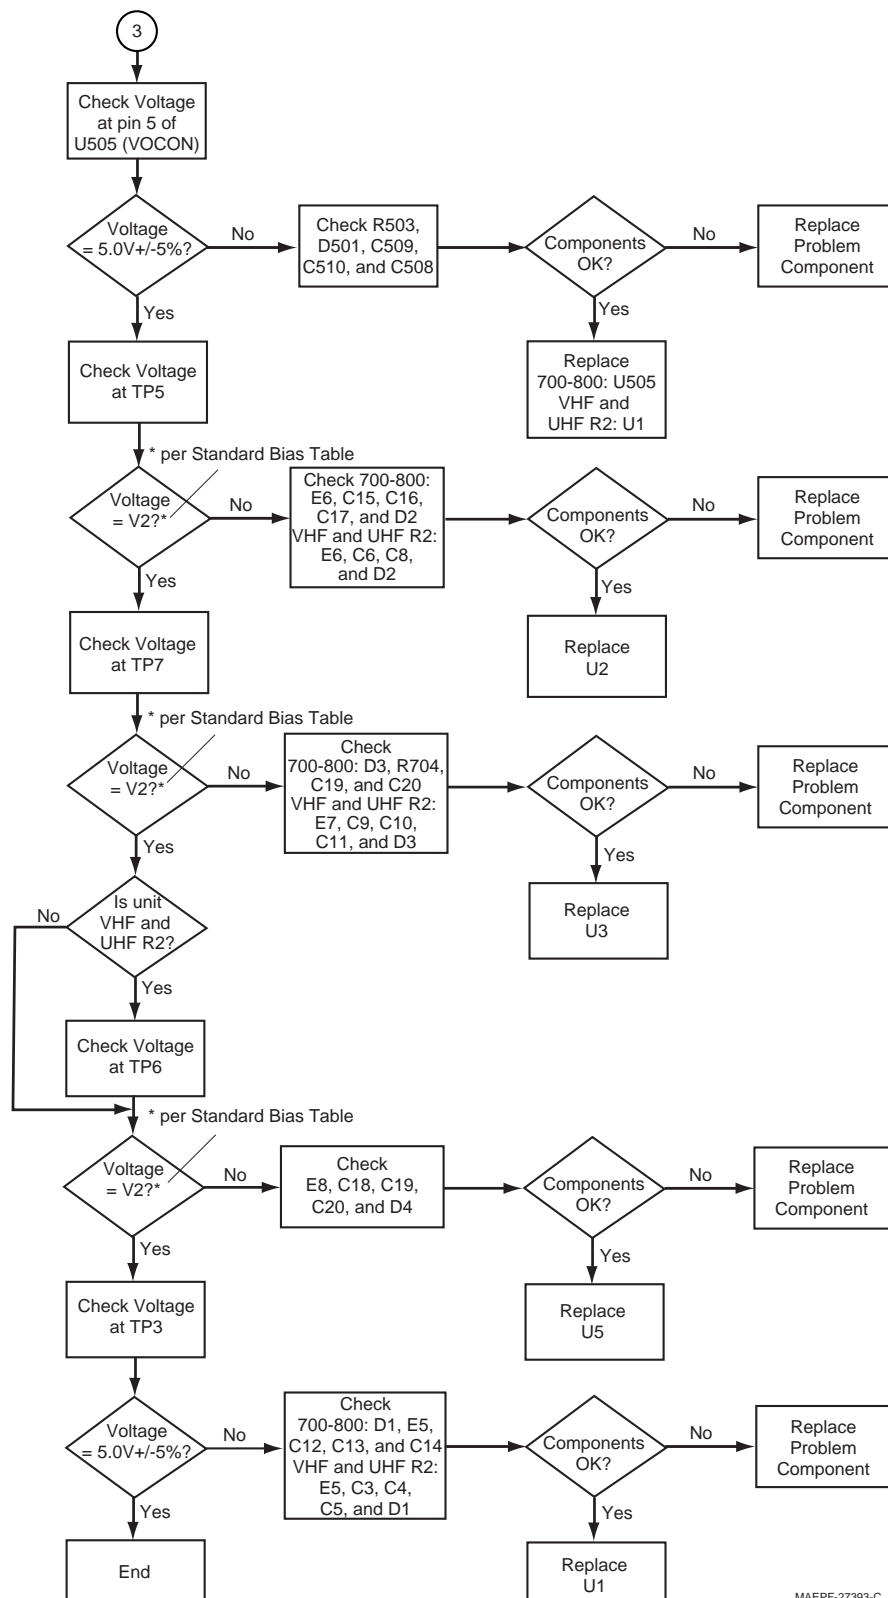 3
Check Voltage
at pin 5 of
U505 (VOCON)
Voltage
= 5.0V+/-5%?
No
Check R503,
D501, C509,
C510, and C508
Components
OK?
No
Replace
Problem
Component
Yes
Yes
Replace
700-800: U505
VHF and
UHF R2: U1
Check Voltage
at TP5
* per Standard Bias Table
Voltage
= V2?*
No
Check 700-800:
E6, C15, C16,
C17, and D2
VHF and UHF R2:
E6, C6, C8,
and D2
Components
OK?
No
Replace
Problem
Component
Yes
Yes
Replace
U2
Check Voltage
at TP7
* per Standard Bias Table
Voltage
= V2?*
No
Check
700-800: D3, R704,
C19, and C20
VHF and UHF R2:
E7, C9, C10,
C11, and D3
Components
OK?
No
Replace
Problem
Component
Yes
Yes
Replace
U3
Is unit
VHF and
UHF R2?
No
Yes
Check Voltage
at TP6
* per Standard Bias Table
Voltage
= V2?*
No
Check
E8, C18, C19,
C20, and D4
Components
OK?
No
Replace
Problem
Component
Yes
Yes
Replace
U5
Check Voltage
at TP3
Voltage
= 5.0V+/-5%?
No
Check
700-800: D1, E5,
C12, C13, and C14
VHF and UHF R2:
E5, C3, C4,
C5, and D1
Components
OK?
No
Replace
Problem
Component
Yes
Yes
End
Replace
U1
MAEPF-27393-C